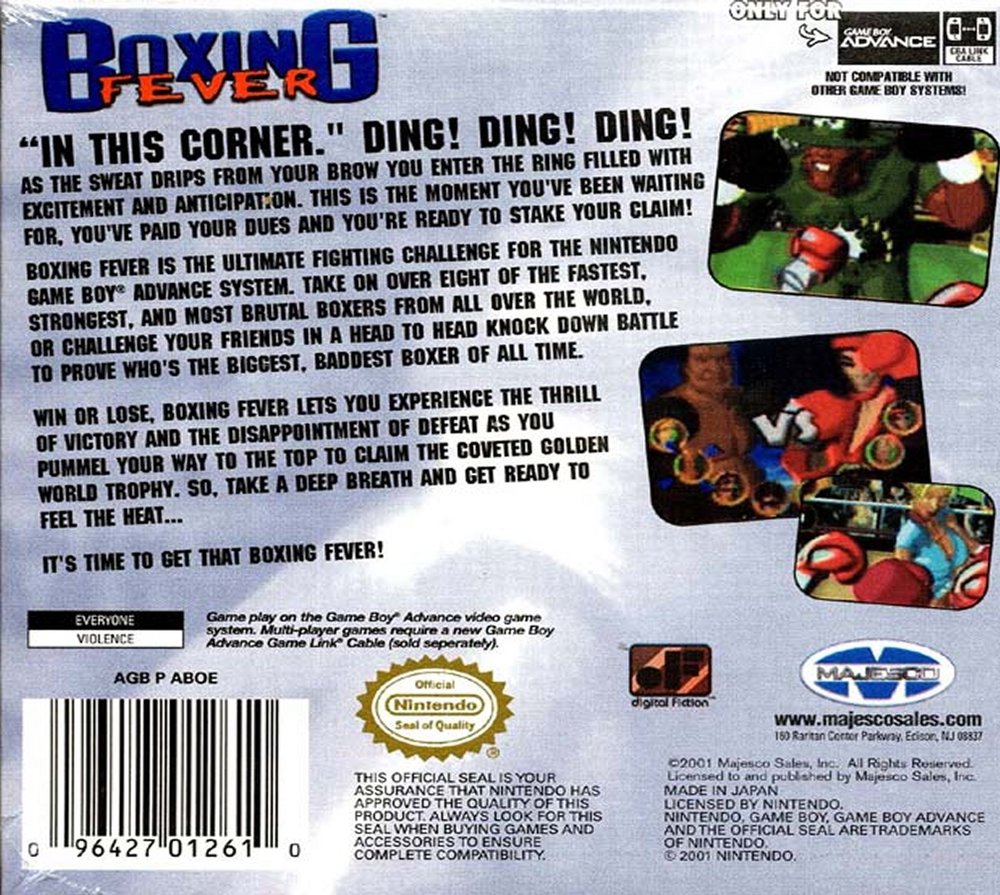 BOXING
FEVER™
ONLY FOR
GAME BOY
ADVANCE
GBA LINK
CABLE
NOT COMPATIBLE WITH
OTHER GAME BOY SYSTEMS!
“IN THIS CORNER." DING! DING! DING!
AS THE SWEAT DRIPS FROM YOUR BROW YOU ENTER THE RING FILLED WITH
EXCITEMENT AND ANTICIPATION. THIS IS THE MOMENT YOU'VE BEEN WAITING
FOR, YOU'VE PAID YOUR DUES AND YOU'RE READY TO STAKE YOUR CLAIM!
BOXING FEVER IS THE ULTIMATE FIGHTING CHALLENGE FOR THE NINTENDO
GAME BOY® ADVANCE SYSTEM. TAKE ON OVER EIGHT OF THE FASTEST,
STRONGEST, AND MOST BRUTAL BOXERS FROM ALL OVER THE WORLD,
OR CHALLENGE YOUR FRIENDS IN A HEAD TO HEAD KNOCK DOWN BATTLE
TO PROVE WHO'S THE BIGGEST, BADDEST BOXER OF ALL TIME.
WIN OR LOSE, BOXING FEVER LETS YOU EXPERIENCE THE THRILL
OF VICTORY AND THE DISAPPOINTMENT OF DEFEAT AS YOU
PUMMEL YOUR WAY TO THE TOP TO CLAIM THE COVETED GOLDEN
WORLD TROPHY. SO, TAKE A DEEP BREATH AND GET READY TO
FEEL THE HEAT...
IT'S TIME TO GET THAT BOXING FEVER!
VS
EVERYONE
VIOLENCE
Game play on the Game Boy® Advance video game
system. Multi-player games require a new Game Boy
Advance Game Link® Cable (sold seperately).
AGB P ABOE
0 96427 01261 0
Official
Nintendo
Seal of Quality
®
THIS OFFICIAL SEAL IS YOUR
ASSURANCE THAT NINTENDO HAS
APPROVED THE QUALITY OF THIS
PRODUCT. ALWAYS LOOK FOR THIS
SEAL WHEN BUYING GAMES AND
ACCESSORIES TO ENSURE
COMPLETE COMPATIBILITY.
dF
digital Fiction™
MAJESCO
www.majescosales.com
160 Raritan Center Parkway, Edison, NJ 08837
©2001 Majesco Sales, Inc. All Rights Reserved.
Licensed to and published by Majesco Sales, Inc.
MADE IN JAPAN
LICENSED BY NINTENDO.
NINTENDO, GAME BOY, GAME BOY ADVANCE
AND THE OFFICIAL SEAL ARE TRADEMARKS
OF NINTENDO.
© 2001 NINTENDO.